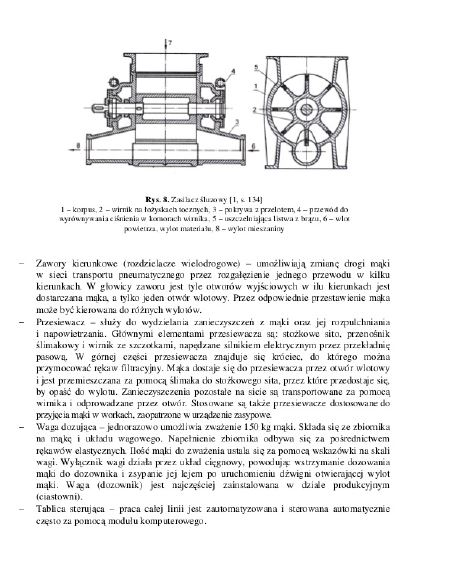 7
5
1
2
4
3
8
6
Rys. 8. Zasilacz śluzowy [1, s. 134]
1 – korpus, 2 – wirnik na łożyskach tocznych, 3 – pokrywa z przelotem, 4 – przewód do
wyrównywania ciśnienia w komorach wirnika, 5 – uszczelniająca listwa z brązu, 6 – wlot
powietrza, wylot materiału, 8 – wylot mieszaniny
– Zawory kierunkowe (rozdzielacze wielodrogowe) – umożliwiają zmianę drogi mąki
w sieci transportu pneumatycznego przez rozgałęzienie jednego przewodu w kilku
kierunkach. W głowicy zaworu jest tyle otworów wyjściowych w ilu kierunkach jest
dostarczana mąka, a tylko jeden otwór wlotowy. Przez odpowiednie przestawienie mąka
może być kierowana do różnych wylotów.
– Przesiewacz – służy do wydzielania zanieczyszczeń z mąki oraz jej rozpulchniania
i napowietrzania. Głównymi elementami przesiewacza są: stożkowe sito, przenośnik
ślimakowy i wirnik ze szczotkami, napędzane silnikiem elektrycznym przez przekładnię
pasową. W górnej części przesiewacza znajduje się króciec, do którego można
przymocować rękaw filtracyjny. Mąka dostaje się do przesiewacza przez otwór wlotowy
i jest przemieszczana za pomocą ślimaka do stożkowego sita, przez które przedostaje się,
by opaść do wylotu. Zanieczyszczenia pozostałe na sicie są transportowane za pomocą
wirnika i odprowadzane przez otwór. Stosowane są także przesiewacze dostosowane do
przyjęcia mąki w workach, zaopatrzone w urządzenie zasypowe.
– Waga dozująca – jednorazowo umożliwia zważenie 150 kg mąki. Składa się ze zbiornika
na mąkę i układu wagowego. Napełnienie zbiornika odbywa się za pośrednictwem
rękawów elastycznych. Ilość mąki do zważenia ustala się za pomocą wskazówki na skali
wagi. Wyłącznik wagi działa przez układ cięgnowy, powodując wstrzymanie dozowania
mąki do dozownika i zsypanie jej lejem po uruchomieniu dźwigni otwierającej wylot
mąki. Waga (dozownik) jest najczęściej zainstalowana w dziale produkcyjnym
(ciastowni).
– Tablica sterująca – praca całej linii jest zautomatyzowana i sterowana automatycznie
często za pomocą modułu komputerowego.